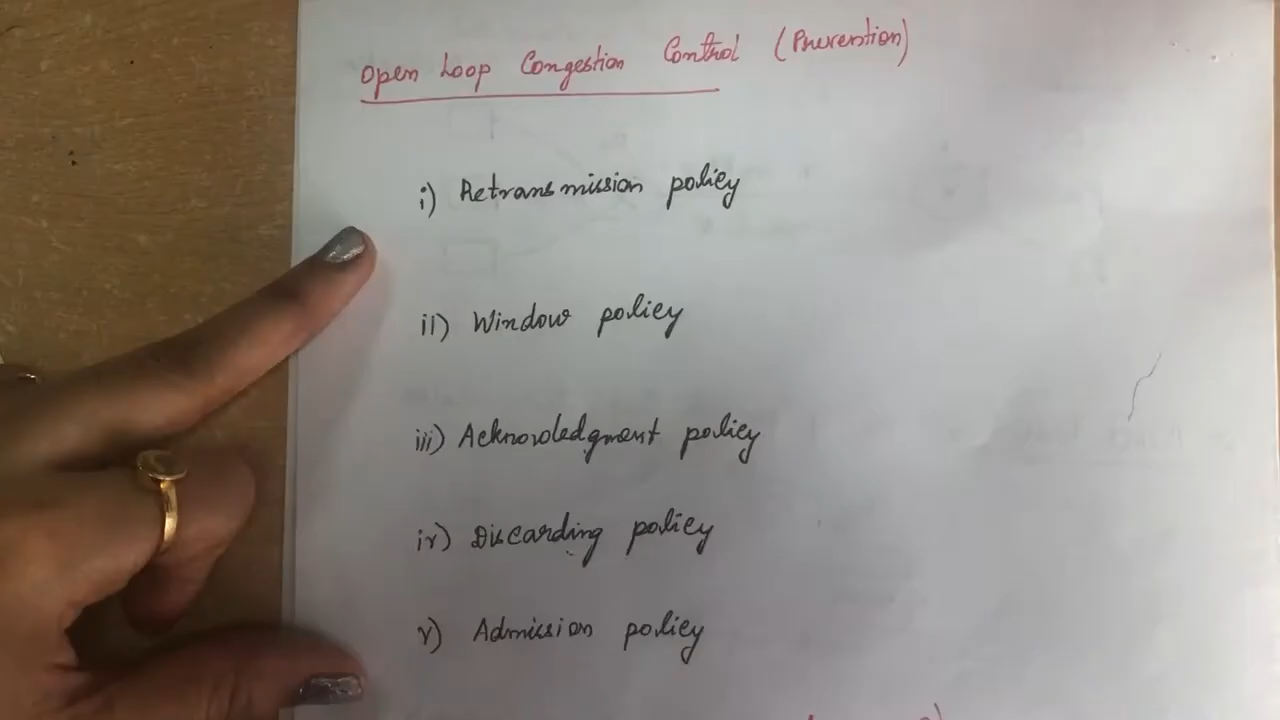 Open Loop Congestion Control (Prevention)
i) Retransmission policy
ii) Window policy
iii) Acknowledgment policy
iv) Discarding policy
v) Admission policy